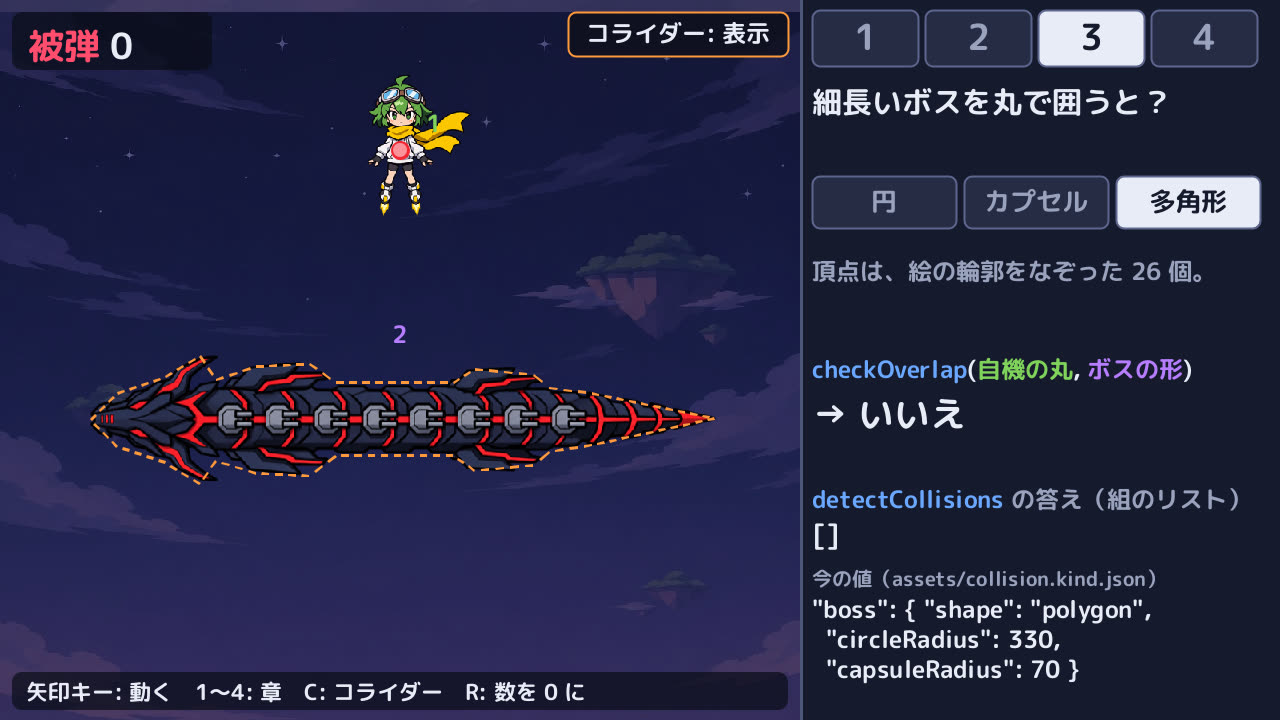 被弾 0
コライダー: 表示
2
矢印キー: 動く 1〜4: 章 C: コライダー R: 数を 0 に
1 2 3 4
細長いボスを丸で囲うと？
円 カプセル 多角形
頂点は、絵の輪郭をなぞった 26 個。
checkOverlap(自機の丸, ボスの形)
→ いいえ
detectCollisions の答え（組のリスト）
[]
今の値（assets/collision.kind.json）
"boss": { "shape": "polygon",
"circleRadius": 330,
"capsuleRadius": 70 }